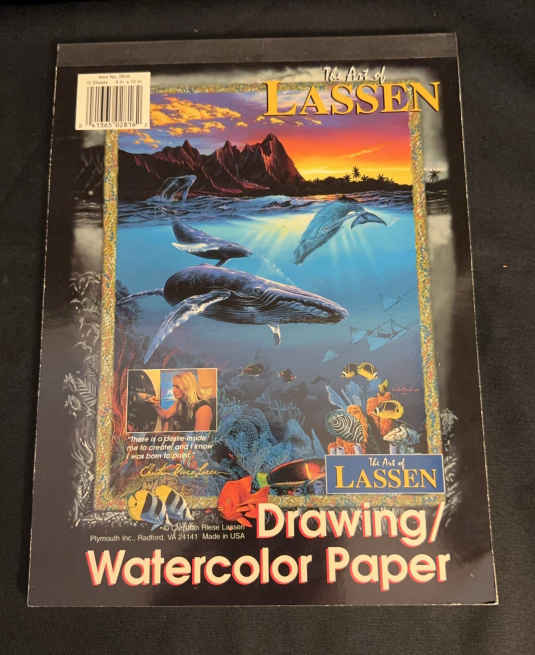 The Art of
LASSEN
"There is a desire inside
me to create, and I know
I was born to paint."
The Art of
LASSEN
© Christian Riese Lassen
Plymouth Inc., Radford, VA 24141 Made in USA
Drawing/
Watercolor Paper